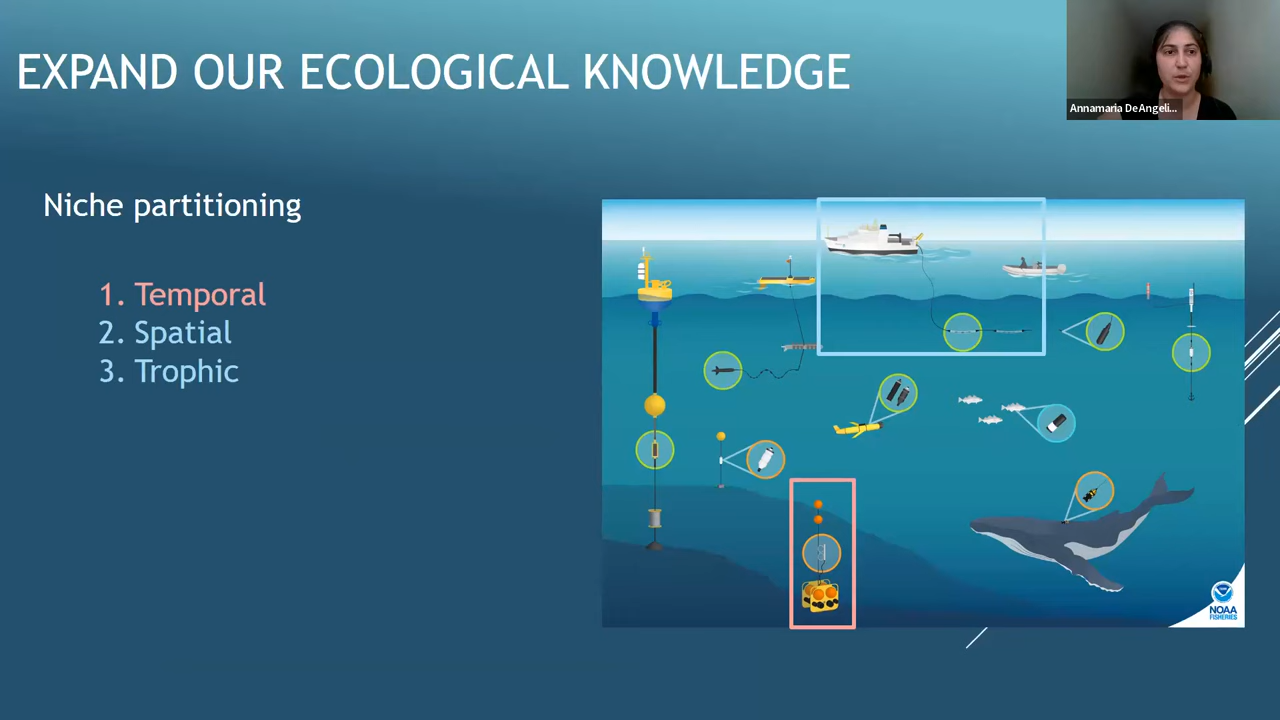 EXPAND OUR ECOLOGICAL KNOWLEDGE
Annamaria DeAngeli...
Niche partitioning
1. Temporal
2. Spatial
3. Trophic
NOAA
FISHERIES